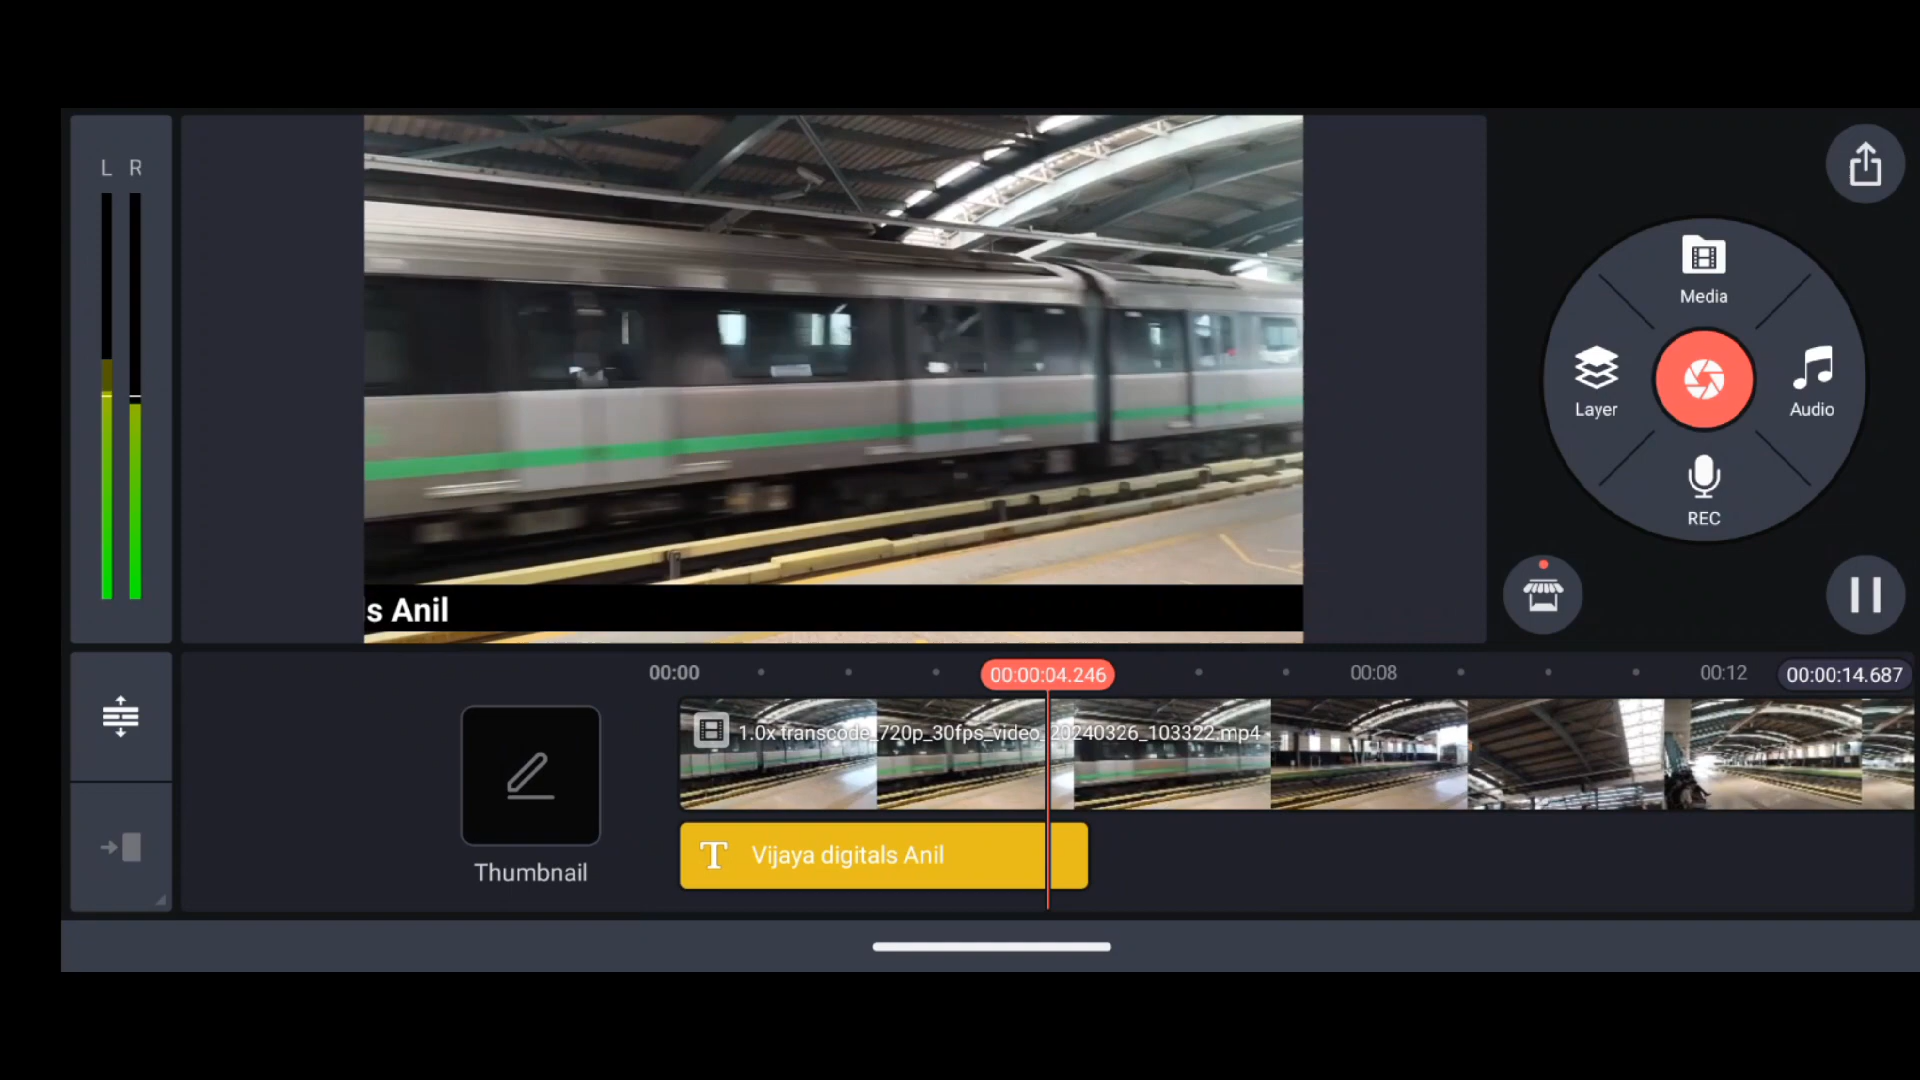 L R
Media
Layer
Audio
REC
s Anil
00:00
00:00:04.246
00:08
00:12
00:00:14.687
1.0x transcode_720p_30fps_video_20240326_103322.mp4
T Vijaya digitals Anil
Thumbnail